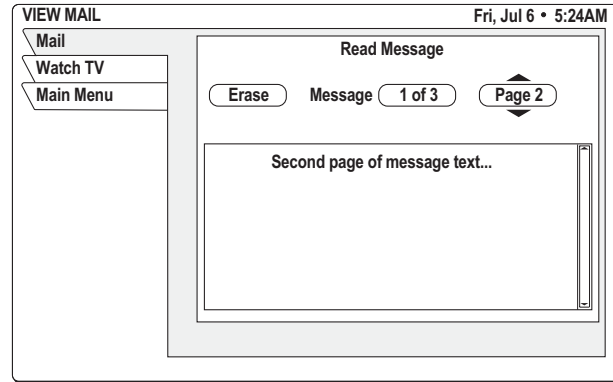 VIEW MAIL Fri, Jul 6 • 5:24AM
Mail
Watch TV
Main Menu
Read Message
Erase Message 1 of 3 Page 2
Second page of message text...